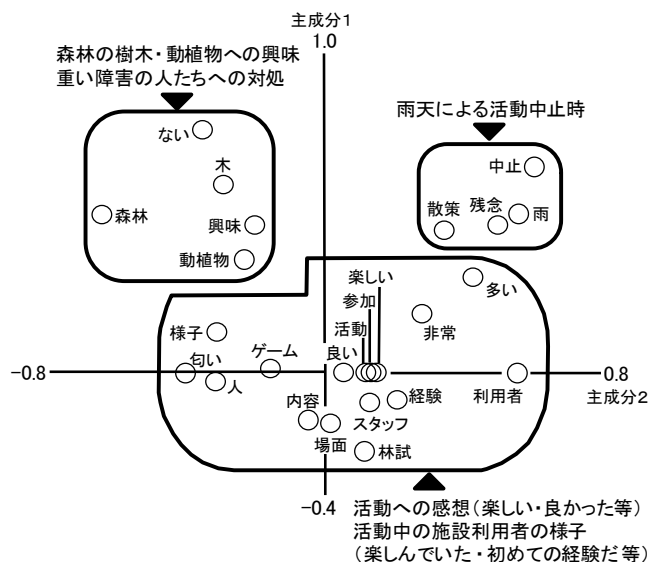 主成分1
1.0
森林の樹木・動植物への興味
重い障害の人たちへの対処
雨天による活動中止時
ない
木
森林
興味
動植物
中止
散策
残念
雨
楽しい
参加
活動
良い
多い
非常
様子
匂い
人
ゲーム
-0.8
0.8
主成分2
利用者
経験
スタッフ
内容
場面
林試
-0.4
活動への感想(楽しい・良かった等)
活動中の施設利用者の様子
(楽しんでいた・初めての経験だ等)